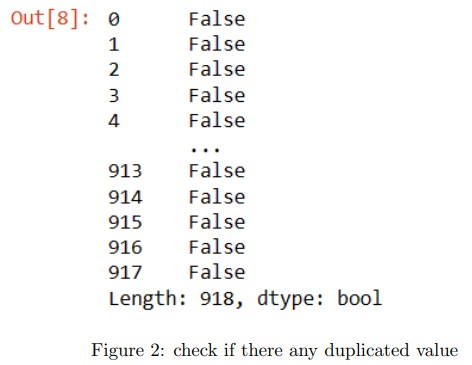 Out[8]: 0 False
1 False
2 False
3 False
4 False
...
913 False
914 False
915 False
916 False
917 False
Length: 918, dtype: bool
Figure 2: check if there any duplicated value